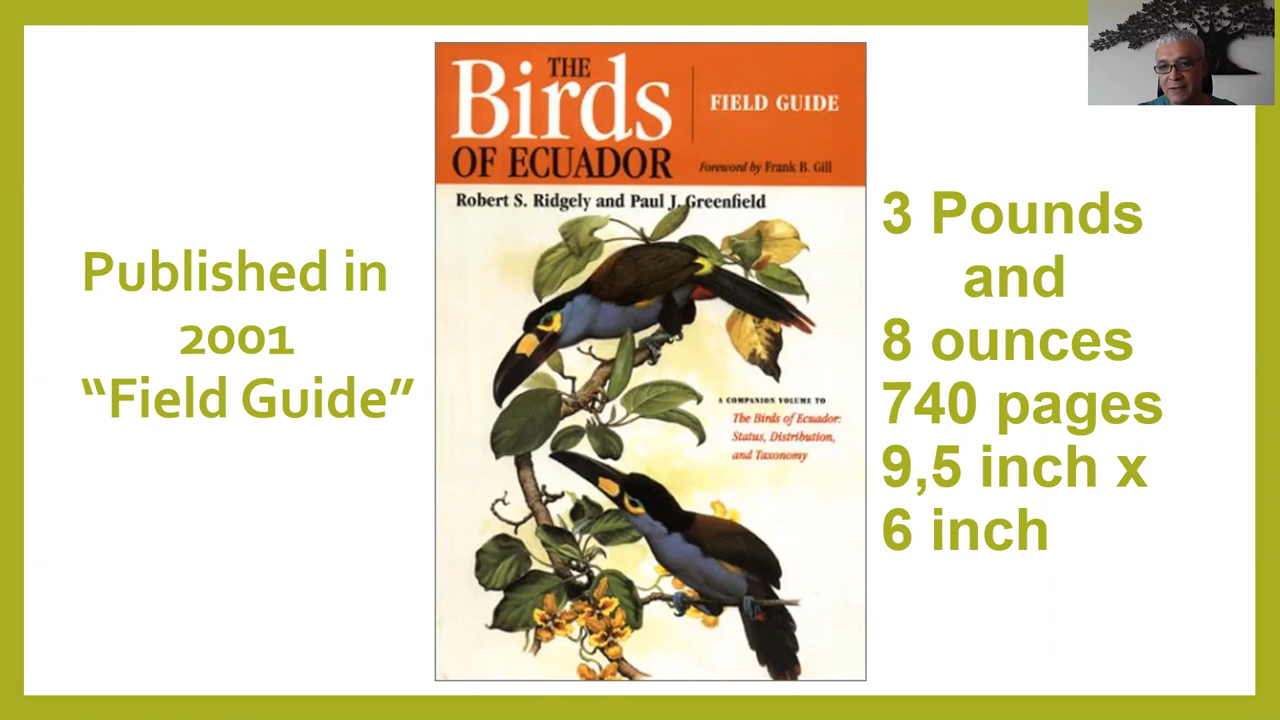 Published in
2001
“Field Guide”
THE
Birds
OF ECUADOR
FIELD GUIDE
Foreword by Frank B. Gill
Robert S. Ridgely and Paul J. Greenfield
A COMPANION VOLUME TO
The Birds of Ecuador:
Status, Distribution,
and Taxonomy
3 Pounds
and
8 ounces
740 pages
9,5 inch x
6 inch